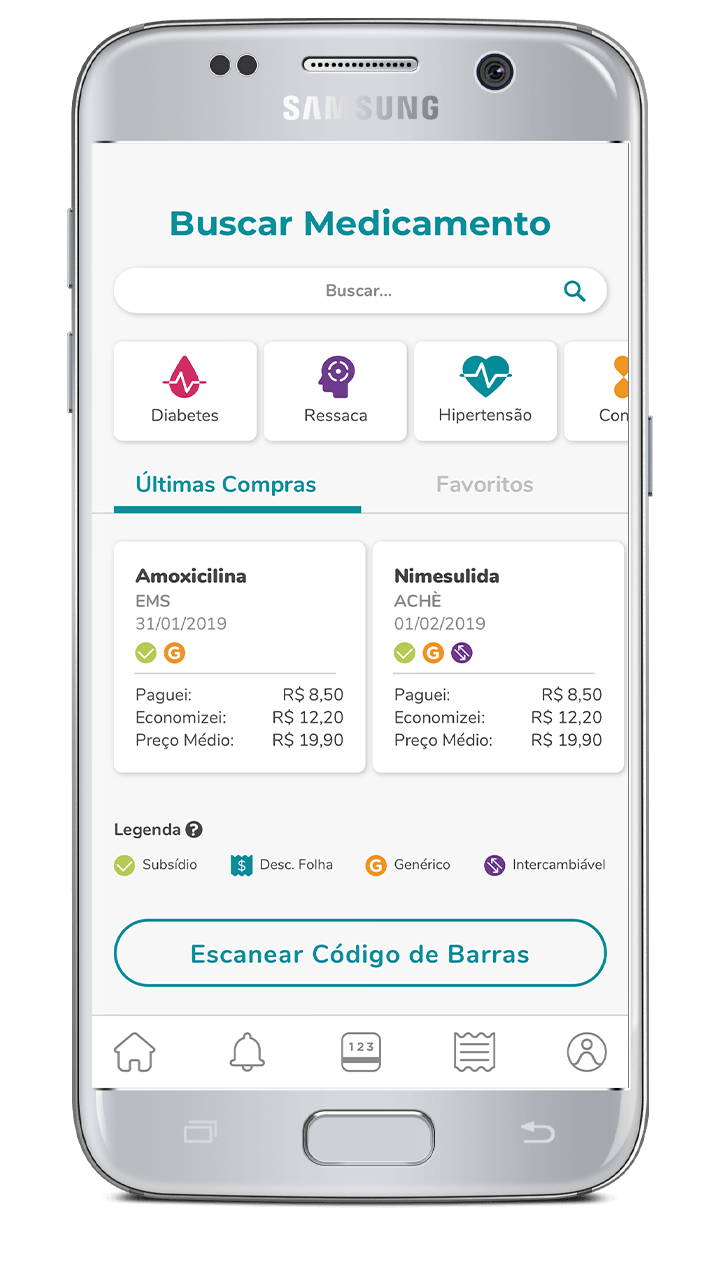 SAMSUNG
Buscar Medicamento
Buscar...
Diabetes
Ressaca
Hipertensão
Con
Últimas Compras
Favoritos
Amoxicilina
EMS
31/01/2019
G
Paguei: R$ 8,50
Economizei: R$ 12,20
Preço Médio: R$ 19,90
Nimesulida
ACHÈ
01/02/2019
G
Paguei: R$ 8,50
Economizei: R$ 12,20
Preço Médio: R$ 19,90
Legenda ?
Subsídio
$ Desc. Folha
G Genérico
Intercambiável
Escanear Código de Barras
123